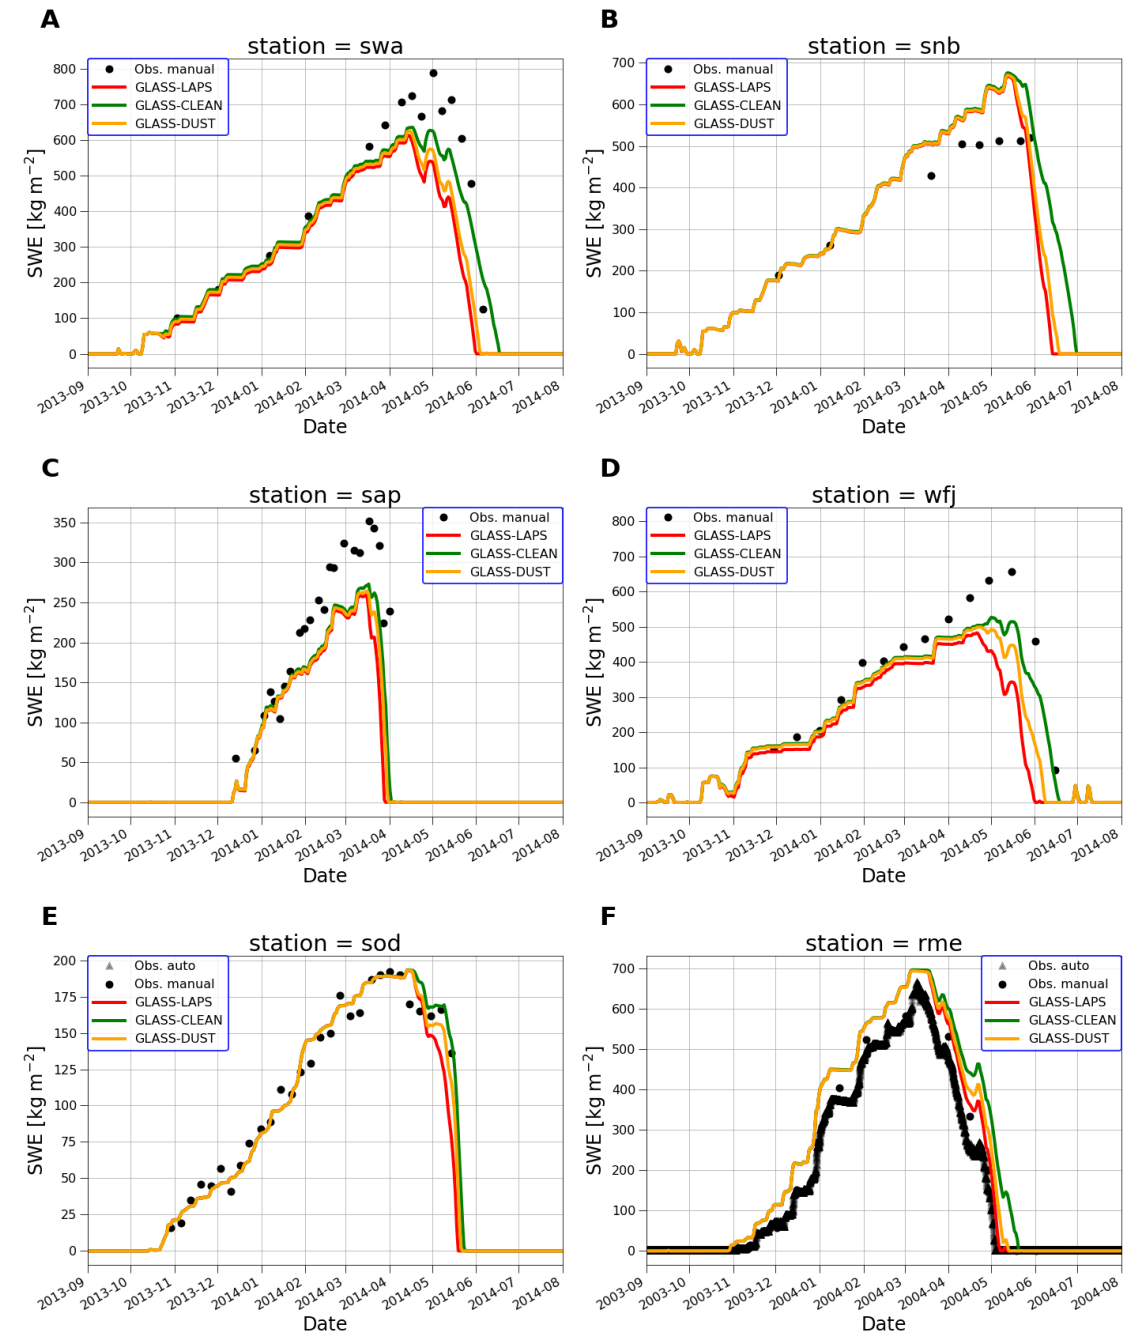 A
station = swa
Obs. manual
GLASS-LAPS
GLASS-CLEAN
GLASS-DUST
SWE [kg m−2]
800
700
600
500
400
300
200
100
0
2013-09 2013-10 2013-11 2013-12 2014-01 2014-02 2014-03 2014-04 2014-05 2014-06 2014-07 2014-08
Date
B
station = snb
Obs. manual
GLASS-LAPS
GLASS-CLEAN
GLASS-DUST
SWE [kg m−2]
700
600
500
400
300
200
100
0
2013-09 2013-10 2013-11 2013-12 2014-01 2014-02 2014-03 2014-04 2014-05 2014-06 2014-07 2014-08
Date
C
station = sap
Obs. manual
GLASS-LAPS
GLASS-CLEAN
GLASS-DUST
SWE [kg m−2]
350
300
250
200
150
100
50
0
2013-09 2013-10 2013-11 2013-12 2014-01 2014-02 2014-03 2014-04 2014-05 2014-06 2014-07 2014-08
Date
D
station = wfj
Obs. manual
GLASS-LAPS
GLASS-CLEAN
GLASS-DUST
SWE [kg m−2]
800
700
600
500
400
300
200
100
0
2013-09 2013-10 2013-11 2013-12 2014-01 2014-02 2014-03 2014-04 2014-05 2014-06 2014-07 2014-08
Date
E
station = sod
Obs. auto
Obs. manual
GLASS-LAPS
GLASS-CLEAN
GLASS-DUST
SWE [kg m−2]
200
175
150
125
100
75
50
25
0
2013-09 2013-10 2013-11 2013-12 2014-01 2014-02 2014-03 2014-04 2014-05 2014-06 2014-07 2014-08
Date
F
station = rme
Obs. auto
Obs. manual
GLASS-LAPS
GLASS-CLEAN
GLASS-DUST
SWE [kg m−2]
700
600
500
400
300
200
100
0
2003-09 2003-10 2003-11 2003-12 2004-01 2004-02 2004-03 2004-04 2004-05 2004-06 2004-07 2004-08
Date